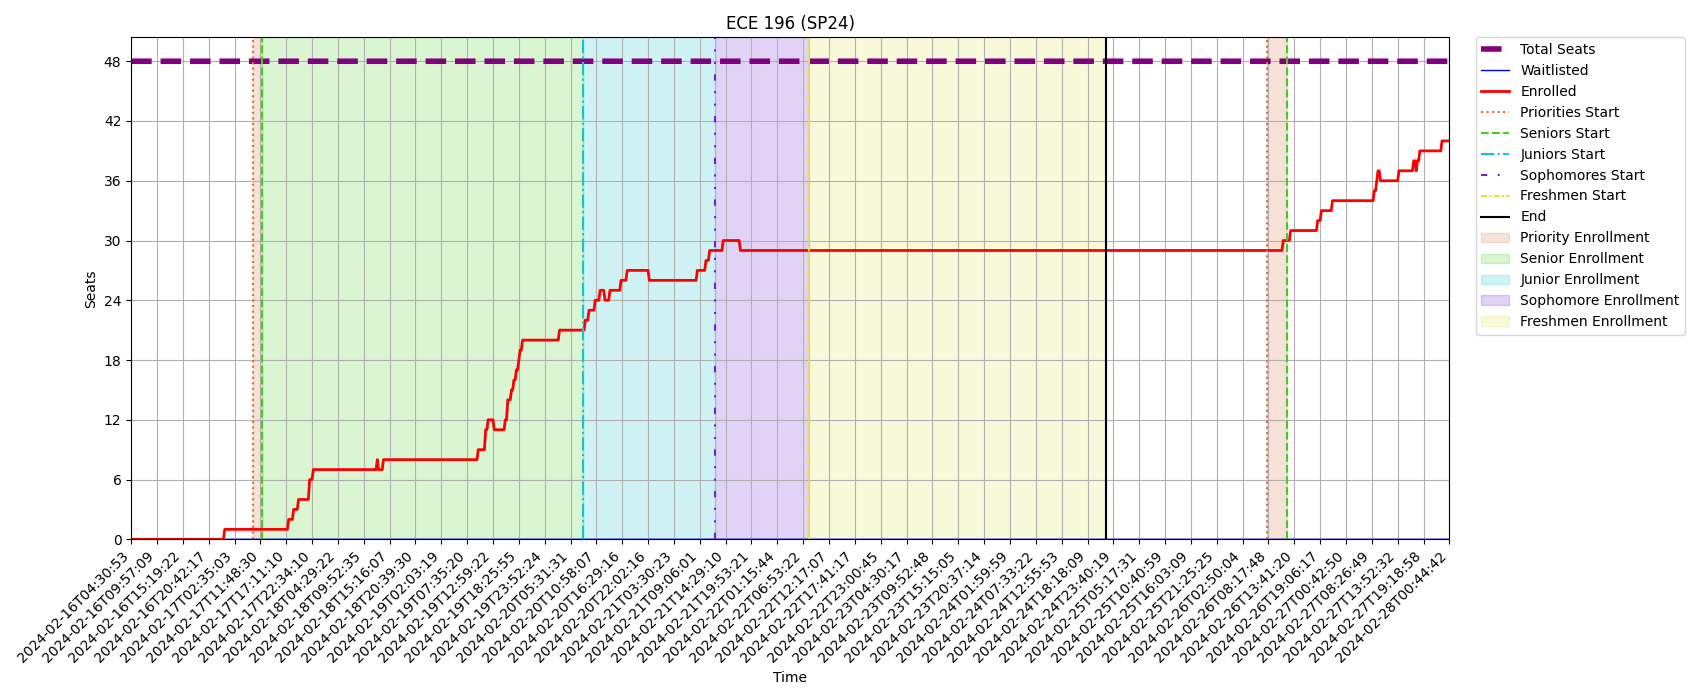 ECE 196 (SP24)
Seats
48
42
36
30
24
18
12
6
0
2024-02-16T04:30:53
2024-02-16T09:57:09
2024-02-16T15:19:22
2024-02-16T20:42:17
2024-02-17T02:35:03
2024-02-17T11:48:30
2024-02-17T17:11:10
2024-02-17T22:34:10
2024-02-18T04:29:22
2024-02-18T09:52:35
2024-02-18T15:16:07
2024-02-18T20:39:30
2024-02-19T02:03:19
2024-02-19T07:35:20
2024-02-19T12:59:22
2024-02-19T18:25:55
2024-02-19T23:52:24
2024-02-20T05:31:31
2024-02-20T10:58:07
2024-02-20T16:29:16
2024-02-20T22:02:16
2024-02-21T03:30:23
2024-02-21T09:06:01
2024-02-21T14:29:10
2024-02-21T19:53:21
2024-02-22T01:15:44
2024-02-22T06:53:22
2024-02-22T12:17:07
2024-02-22T17:41:17
2024-02-22T23:00:45
2024-02-23T04:30:17
2024-02-23T09:52:48
2024-02-23T15:15:05
2024-02-23T20:37:14
2024-02-24T01:59:59
2024-02-24T07:33:22
2024-02-24T12:55:53
2024-02-24T18:18:09
2024-02-24T23:40:19
2024-02-25T05:17:31
2024-02-25T10:40:59
2024-02-25T16:03:09
2024-02-25T21:25:25
2024-02-26T02:50:04
2024-02-26T08:17:48
2024-02-26T13:41:20
2024-02-26T19:06:17
2024-02-27T00:42:50
2024-02-27T08:26:49
2024-02-27T13:52:32
2024-02-27T19:18:58
2024-02-28T00:44:42
Time
Total Seats
Waitlisted
Enrolled
Priorities Start
Seniors Start
Juniors Start
Sophomores Start
Freshmen Start
End
Priority Enrollment
Senior Enrollment
Junior Enrollment
Sophomore Enrollment
Freshmen Enrollment